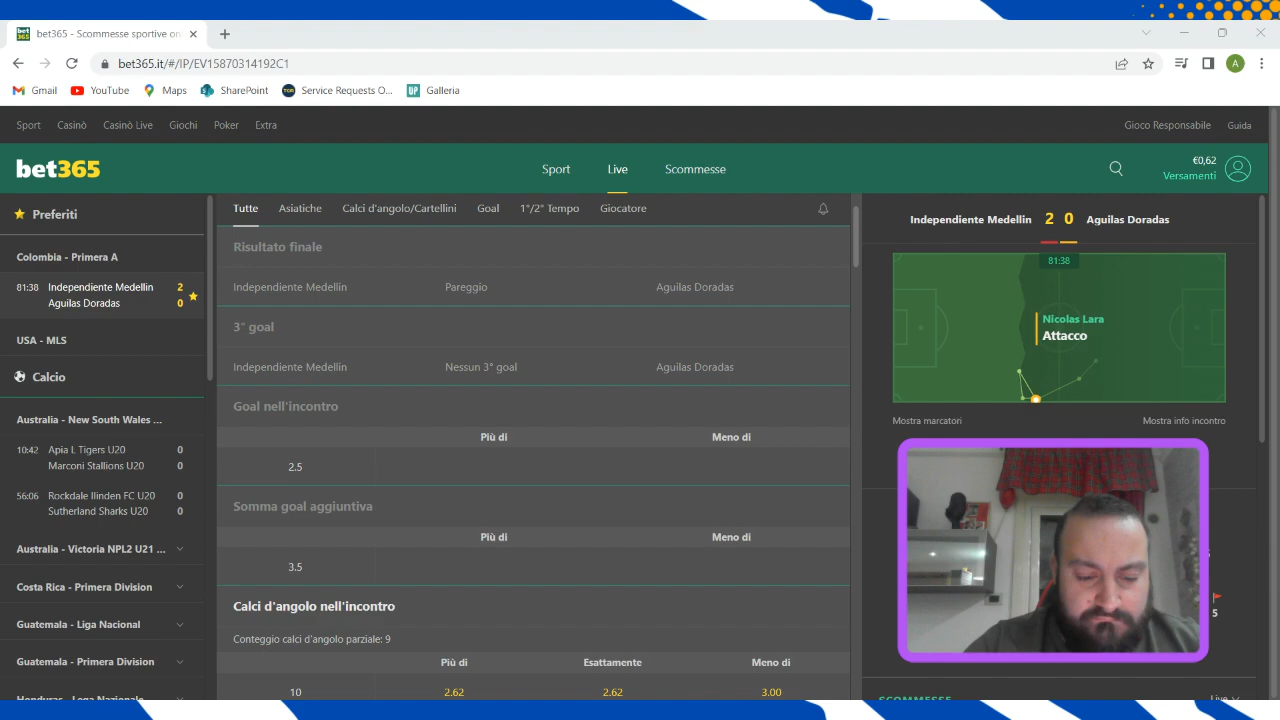 bet365 - Scommesse sportive on
bet365.it/#/IP/EV15870314192C1
A
Gmail
YouTube
Maps
SharePoint
Service Requests O...
Galleria
Sport
Casinò
Casinò Live
Giochi
Poker
Extra
Gioco Responsabile
Guida
bet365
Sport
Live
Scommesse
€0,62
Versamenti
Preferiti
Colombia - Primera A
81:38 Independiente Medellin 2
Aguilas Doradas 0
USA - MLS
Calcio
Australia - New South Wales ...
10:42 Apia L Tigers U20 0
Marconi Stallions U20 0
56:06 Rockdale Ilinden FC U20 0
Sutherland Sharks U20 0
Australia - Victoria NPL2 U21 ...
Costa Rica - Primera Division
Guatemala - Liga Nacional
Guatemala - Primera Division
Honduras - Lega Nazionale
Tutte
Asiatiche
Calci d'angolo/Cartellini
Goal
1°/2° Tempo
Giocatore
Risultato finale
Independiente Medellin Pareggio Aguilas Doradas
3° goal
Independiente Medellin Nessun 3° goal Aguilas Doradas
Goal nell'incontro
Più di Meno di
2.5
Somma goal aggiuntiva
Più di Meno di
3.5
Calci d'angolo nell'incontro
Conteggio calci d'angolo parziale: 9
Più di Esattamente Meno di
10 2.62 2.62 3.00
Independiente Medellin 2 0 Aguilas Doradas
81:38
Nicolas Lara
Attacco
Mostra marcatori
Mostra info incontro
5
SCOMMESSE
Live